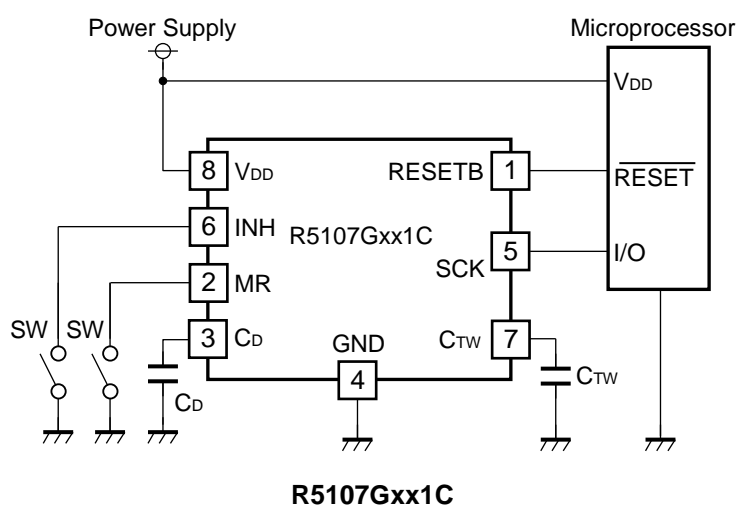 Power Supply
Microprocessor
VDD
8 VDD
RESETB 1
RESET
6 INH
R5107Gxx1C
5
SCK
I/O
2 MR
SW SW
3 CD
GND
CTW 7
4
CD
CTW
R5107Gxx1C